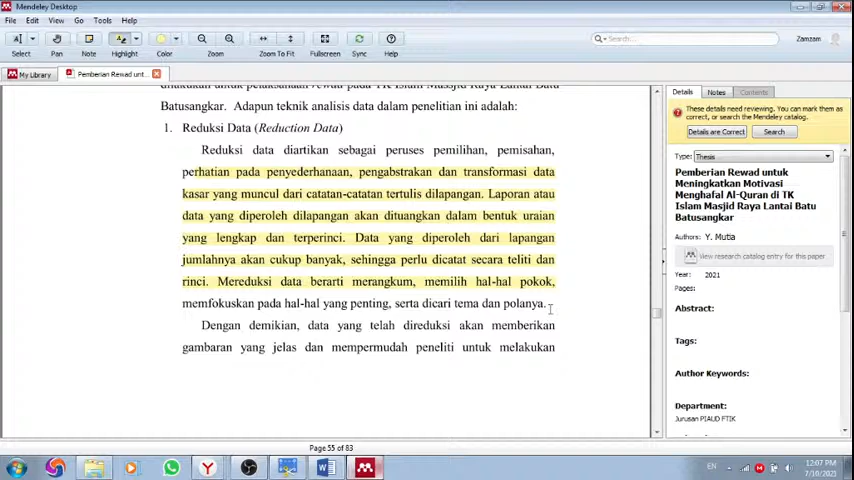 Mendeley Desktop
File Edit View Go Tools Help
Select Pan Note Highlight Color Zoom Zoom To Fit Fullscreen Sync Help
Search...
Zamzam
My Library
Pemberian Rewad unt...
Details Notes Contents
Batusangkar. Adapun teknik analisis data dalam penelitian ini adalah:
1. Reduksi Data (Reduction Data)
Reduksi data diartikan sebagai peruses pemilihan, pemisahan,
perhatian pada penyederhanaan, pengabstrakan dan transformasi data
kasar yang muncul dari catatan-catatan tertulis dilapangan. Laporan atau
data yang diperoleh dilapangan akan dituangkan dalam bentuk uraian
yang lengkap dan terperinci. Data yang diperoleh dari lapangan
jumlahnya akan cukup banyak, sehingga perlu dicatat secara teliti dan
rinci. Mereduksi data berarti merangkum, memilih hal-hal pokok,
memfokuskan pada hal-hal yang penting, serta dicari tema dan polanya.
Dengan demikian, data yang telah direduksi akan memberikan
gambaran yang jelas dan mempermudah peneliti untuk melakukan
These details need reviewing. You can mark them as
correct, or search the Mendeley catalog.
Details are Correct Search
Type: Thesis
Pemberian Rewad untuk
Meningkatkan Motivasi
Menghafal Al-Quran di TK
Islam Masjid Raya Lantai Batu
Batusangkar
Authors: Y. Mutia
View research catalog entry for this paper
Year: 2021
Pages:
Abstract:
Tags:
Author Keywords:
Department:
Jurusan PIAUD FTIK
Page 55 of 83
EN
12:07 PM
7/10/2023